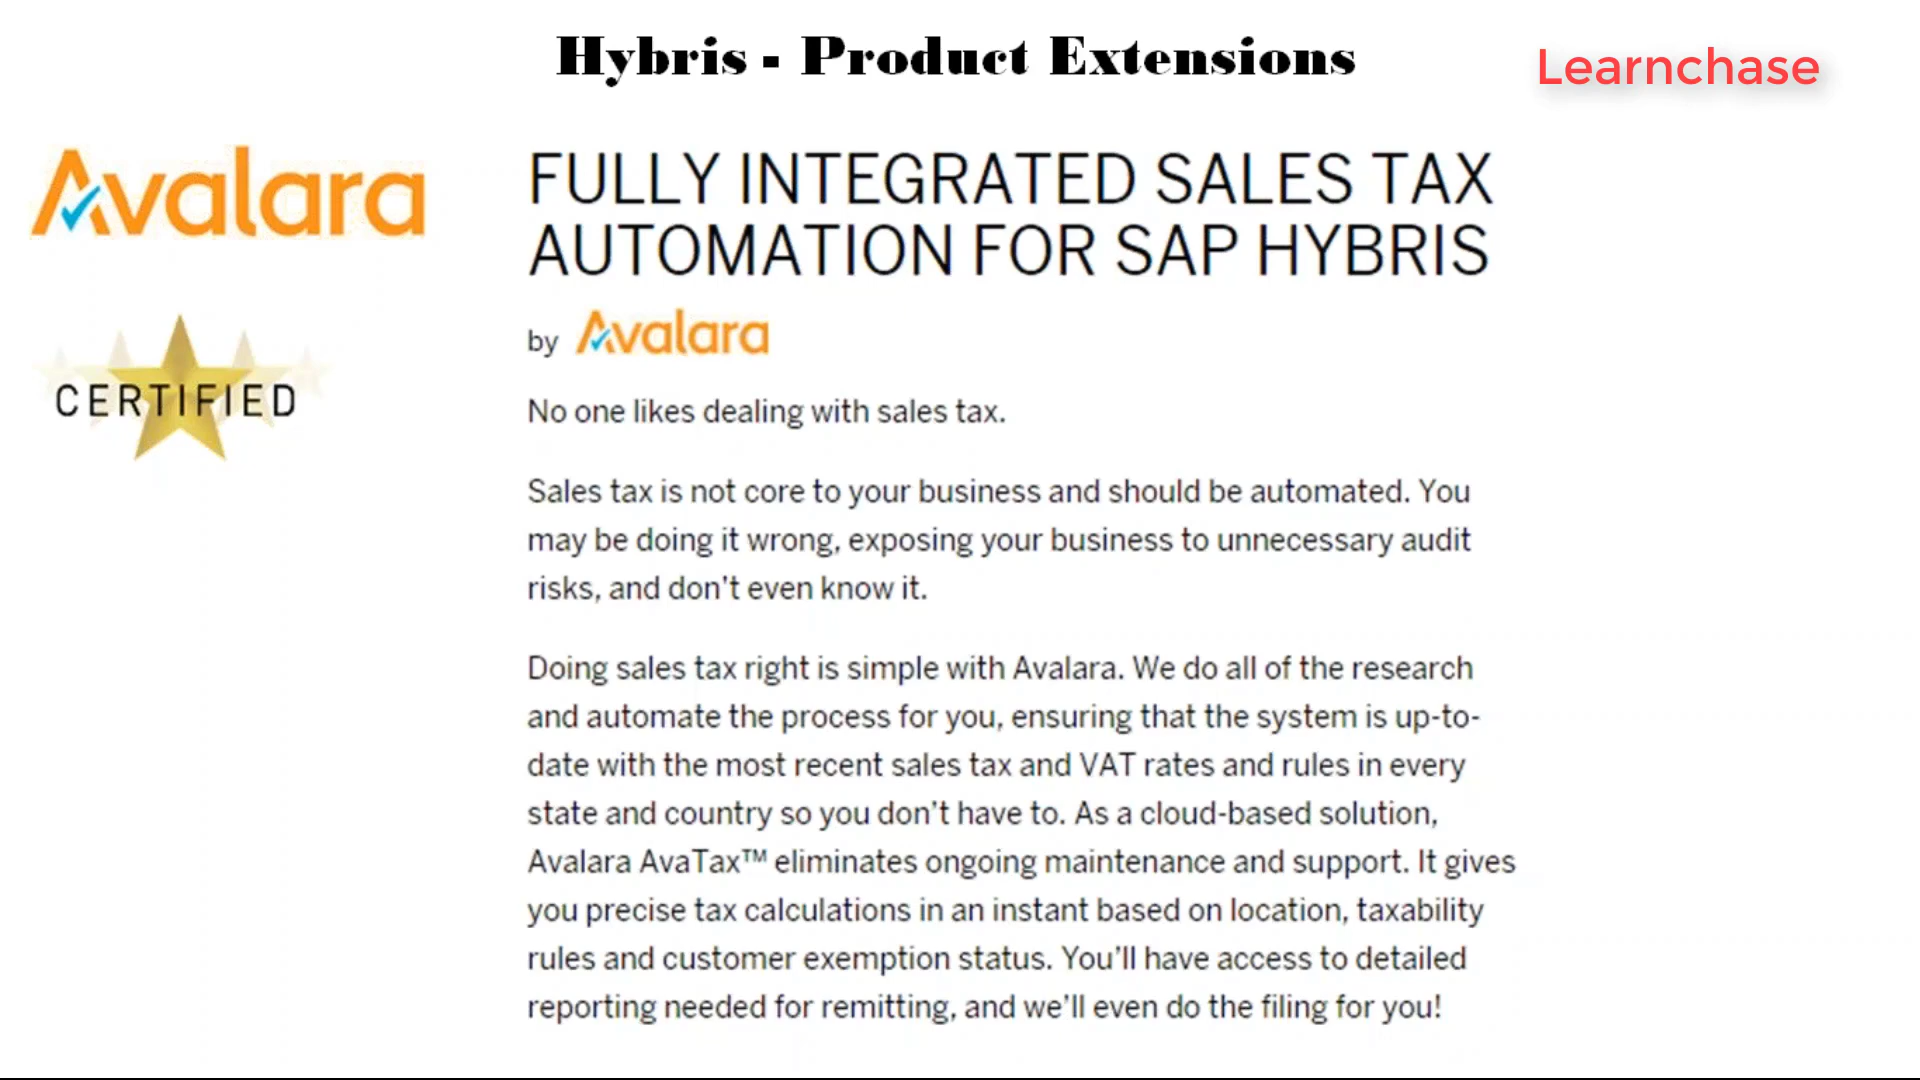 Hybris - Product Extensions
Learnchase
Avalara
CERTIFIED
FULLY INTEGRATED SALES TAX
AUTOMATION FOR SAP HYBRIS
by Avalara
No one likes dealing with sales tax.
Sales tax is not core to your business and should be automated. You
may be doing it wrong, exposing your business to unnecessary audit
risks, and don't even know it.
Doing sales tax right is simple with Avalara. We do all of the research
and automate the process for you, ensuring that the system is up-to-
date with the most recent sales tax and VAT rates and rules in every
state and country so you don't have to. As a cloud-based solution,
Avalara AvaTax™ eliminates ongoing maintenance and support. It gives
you precise tax calculations in an instant based on location, taxability
rules and customer exemption status. You'll have access to detailed
reporting needed for remitting, and we'll even do the filing for you!